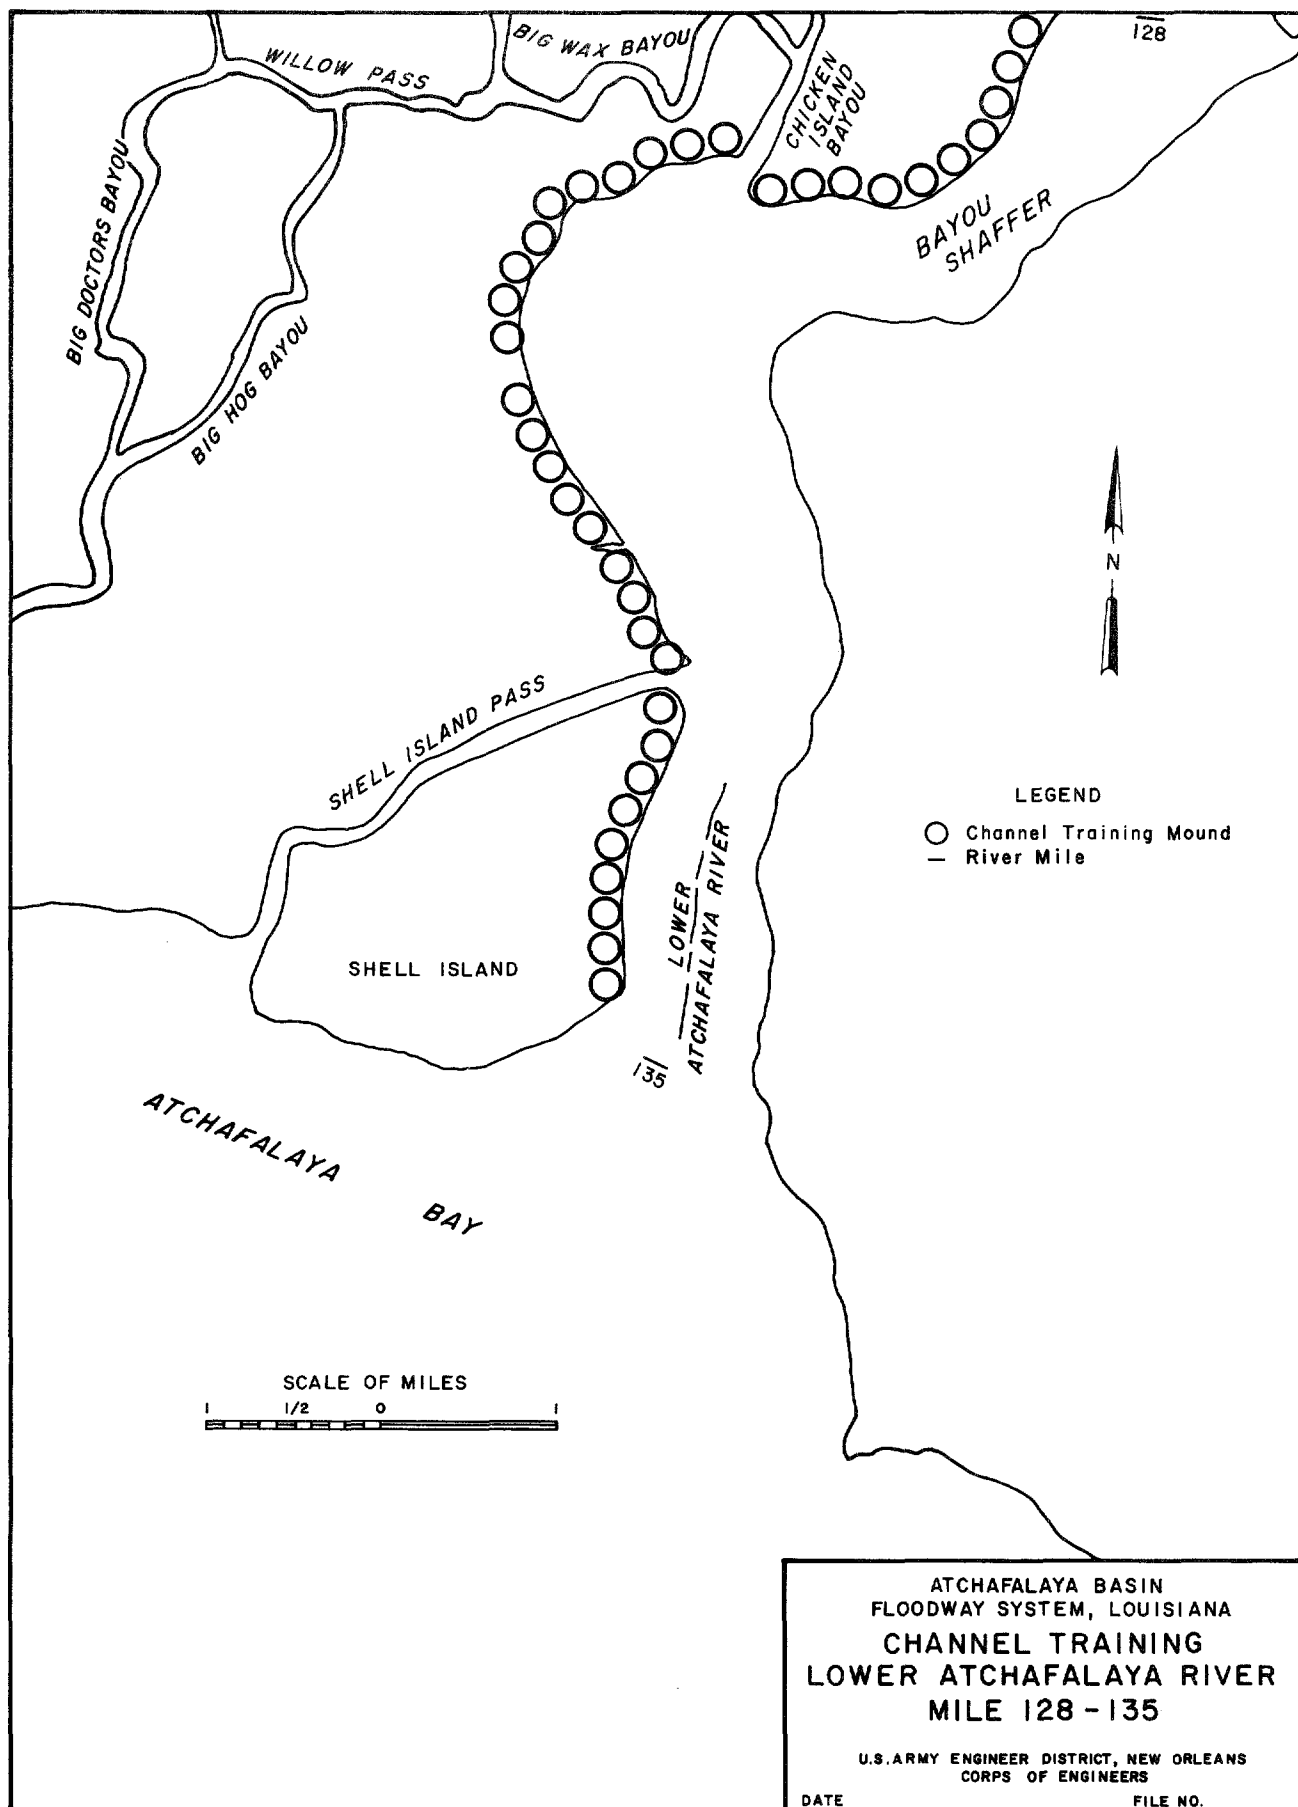 128
BIG WAX BAYOU
WILLOW PASS
CHICKEN
ISLAND
BAYOU
BIG DOCTORS BAYOU
BAYOU
SHAFFER
BIG HOG BAYOU
N
SHELL ISLAND PASS
LEGEND
Channel Training Mound
River Mile
LOWER
ATCHAFALAYA RIVER
SHELL ISLAND
135
ATCHAFALAYA
BAY
SCALE OF MILES
1 1/2 0 1
ATCHAFALAYA BASIN
FLOODWAY SYSTEM, LOUISIANA
CHANNEL TRAINING
LOWER ATCHAFALAYA RIVER
MILE 128-135
U.S. ARMY ENGINEER DISTRICT, NEW ORLEANS
CORPS OF ENGINEERS
DATE FILE NO.